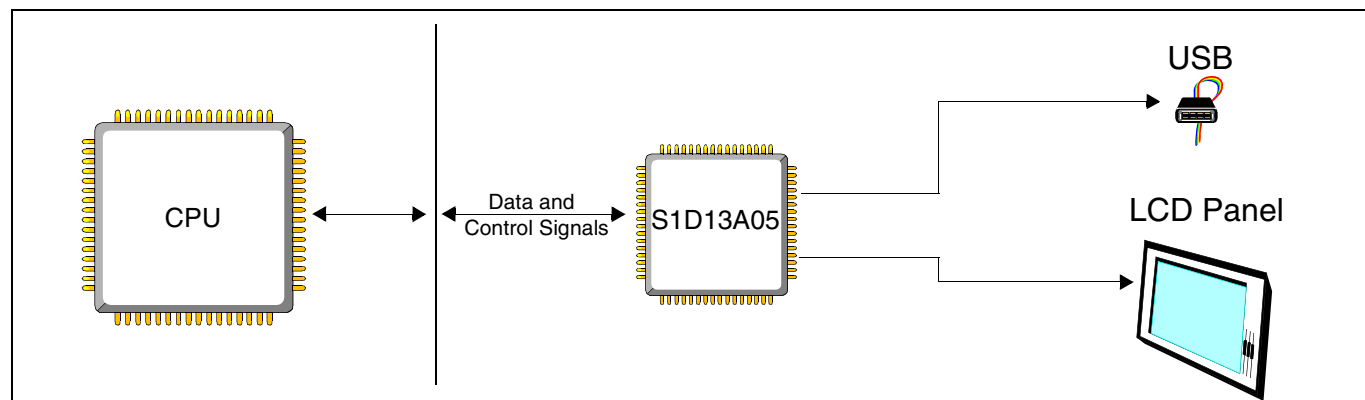 CPU
Data and
Control Signals
S1D13A05
USB
LCD Panel